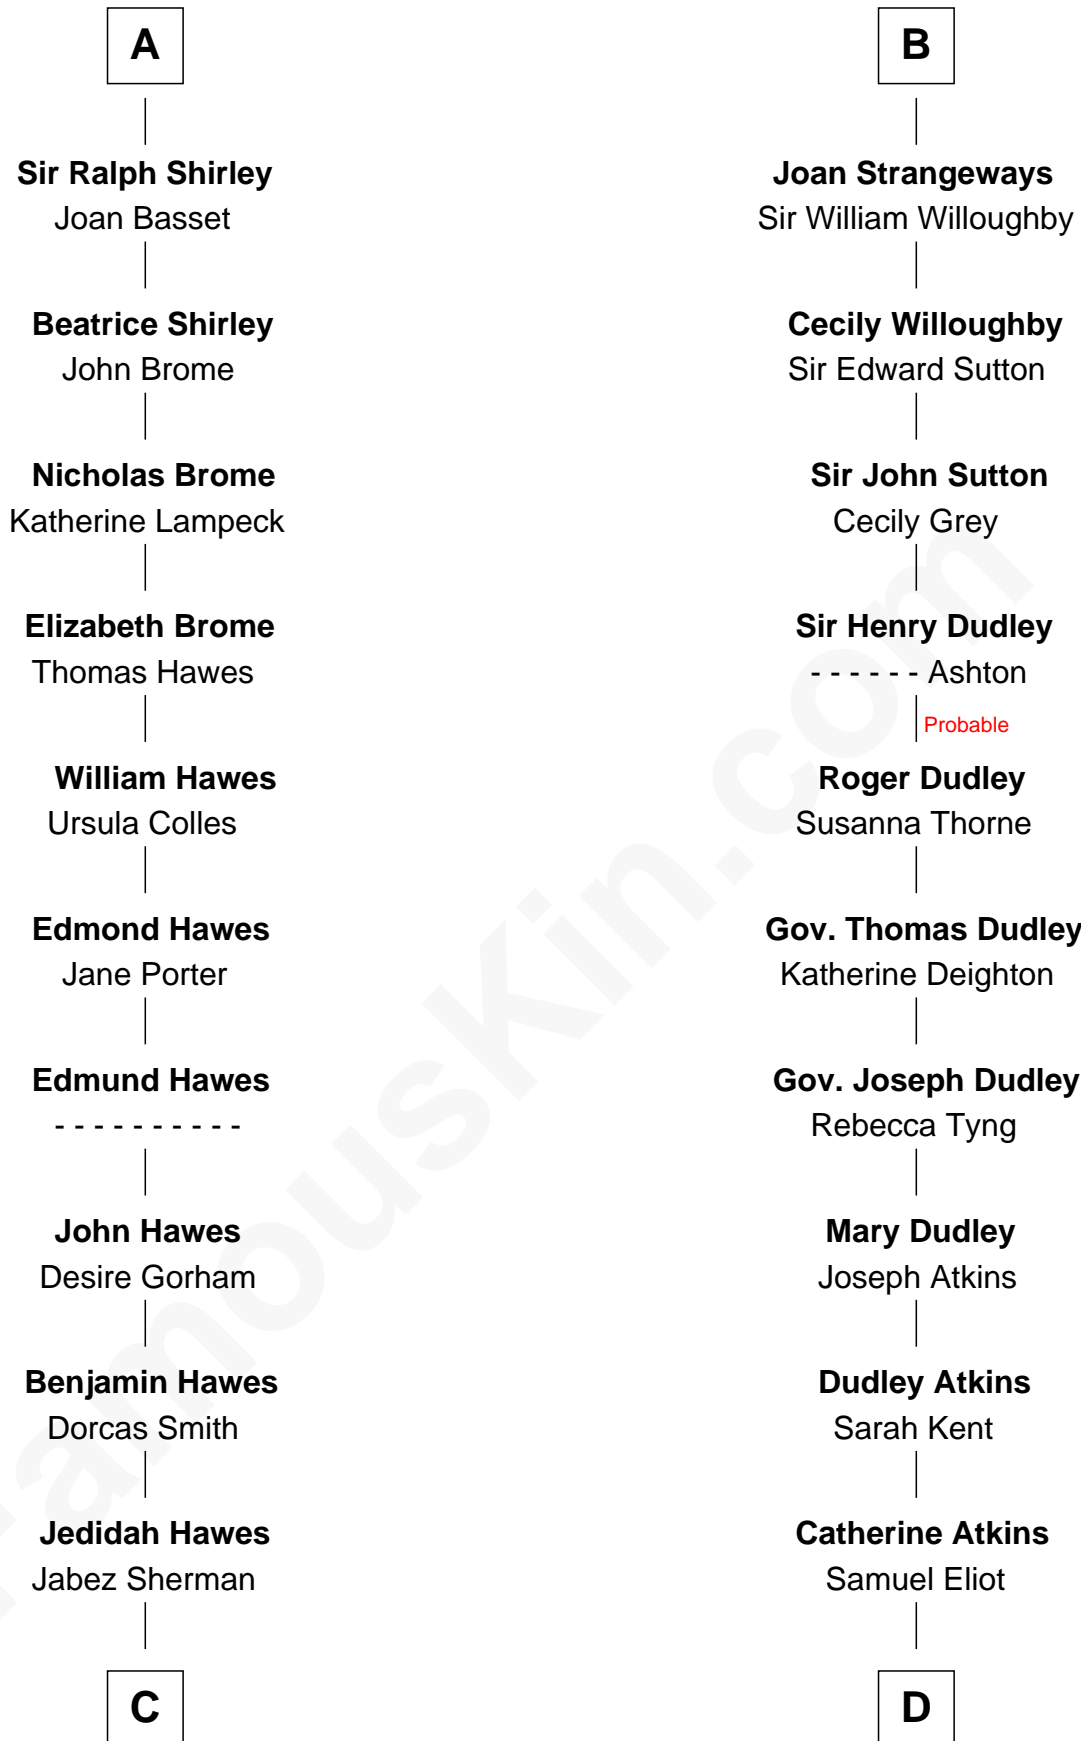 A
Sir Ralph Shirley
Joan Basset
Beatrice Shirley
John Brome
Nicholas Brome
Katherine Lampeck
Elizabeth Brome
Thomas Hawes
William Hawes
Ursula Colles
Edmond Hawes
Jane Porter
Edmund Hawes
- - - - - - - - - -
John Hawes
Desire Gorham
Benjamin Hawes
Dorcas Smith
Jedidah Hawes
Jabez Sherman
C
B
Joan Strangeways
Sir William Willoughby
Cecily Willoughby
Sir Edward Sutton
Sir John Sutton
Cecily Grey
Sir Henry Dudley
- - - - - - Ashton
Probable
Roger Dudley
Susanna Thorne
Gov. Thomas Dudley
Katherine Deighton
Gov. Joseph Dudley
Rebecca Tyng
Mary Dudley
Joseph Atkins
Dudley Atkins
Sarah Kent
Catherine Atkins
Samuel Eliot
D
FamousKin.com